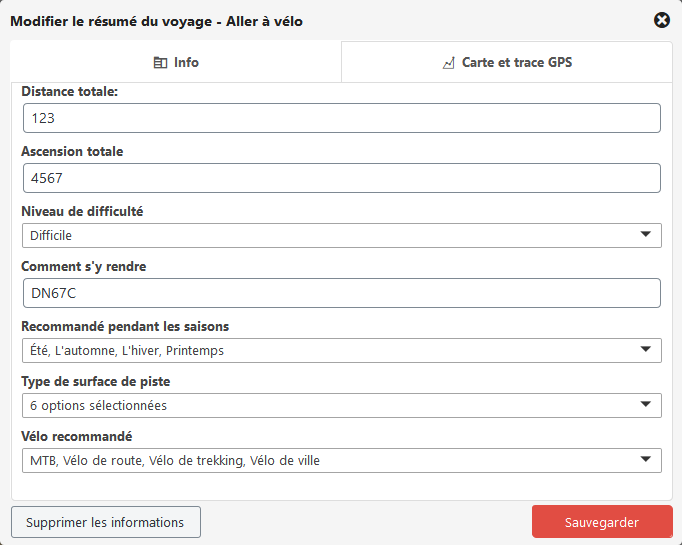 Modifier le résumé du voyage - Aller à vélo
Info
Carte et trace GPS
Distance totale:
123
Ascension totale
4567
Niveau de difficulté
Difficile
Comment s'y rendre
DN67C
Recommandé pendant les saisons
Été, L'automne, L'hiver, Printemps
Type de surface de piste
6 options sélectionnées
Vélo recommandé
MTB, Vélo de route, Vélo de trekking, Vélo de ville
Supprimer les informations
Sauvegarder